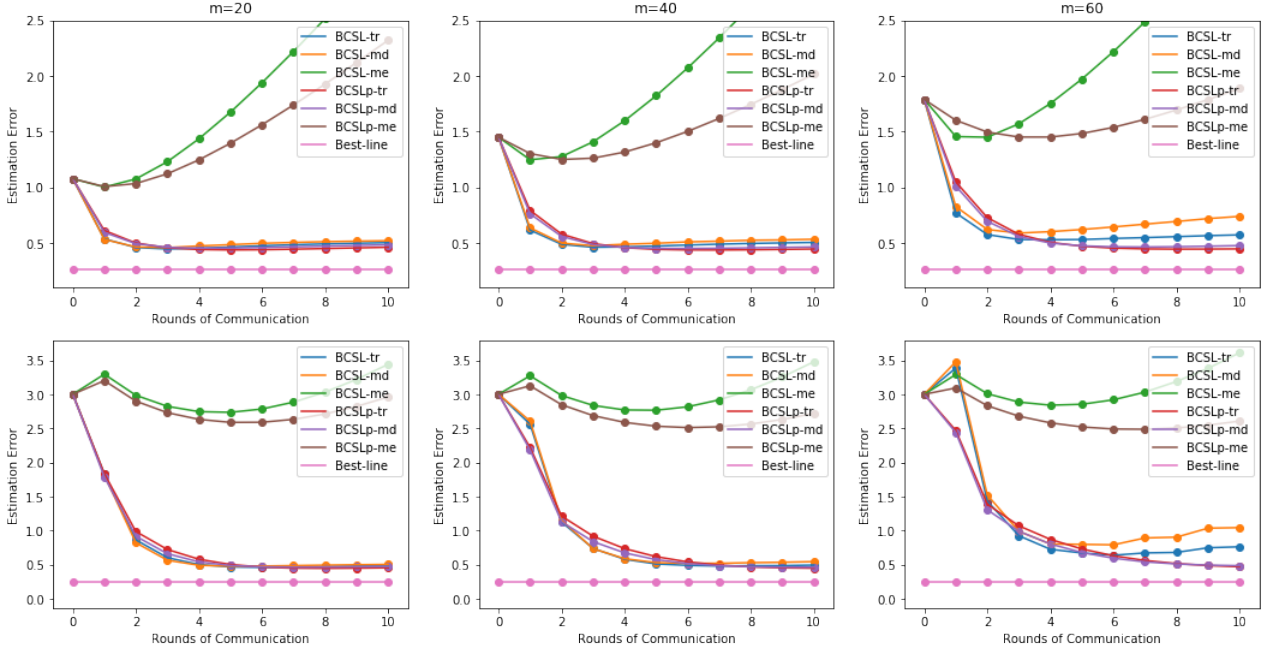 m=20
2.5
2.0
1.5
1.0
0.5
Estimation Error
0 2 4 6 8 10
Rounds of Communication
BCSL-tr
BCSL-md
BCSL-me
BCSLp-tr
BCSLp-md
BCSLp-me
Best-line
m=40
2.5
2.0
1.5
1.0
0.5
Estimation Error
0 2 4 6 8 10
Rounds of Communication
BCSL-tr
BCSL-md
BCSL-me
BCSLp-tr
BCSLp-md
BCSLp-me
Best-line
m=60
2.5
2.0
1.5
1.0
0.5
Estimation Error
0 2 4 6 8 10
Rounds of Communication
BCSL-tr
BCSL-md
BCSL-me
BCSLp-tr
BCSLp-md
BCSLp-me
Best-line
3.5
3.0
2.5
2.0
1.5
1.0
0.5
0.0
Estimation Error
0 2 4 6 8 10
Rounds of Communication
BCSL-tr
BCSL-md
BCSL-me
BCSLp-tr
BCSLp-md
BCSLp-me
Best-line
3.5
3.0
2.5
2.0
1.5
1.0
0.5
0.0
Estimation Error
0 2 4 6 8 10
Rounds of Communication
BCSL-tr
BCSL-md
BCSL-me
BCSLp-tr
BCSLp-md
BCSLp-me
Best-line
3.5
3.0
2.5
2.0
1.5
1.0
0.5
0.0
Estimation Error
0 2 4 6 8 10
Rounds of Communication
BCSL-tr
BCSL-md
BCSL-me
BCSLp-tr
BCSLp-md
BCSLp-me
Best-line